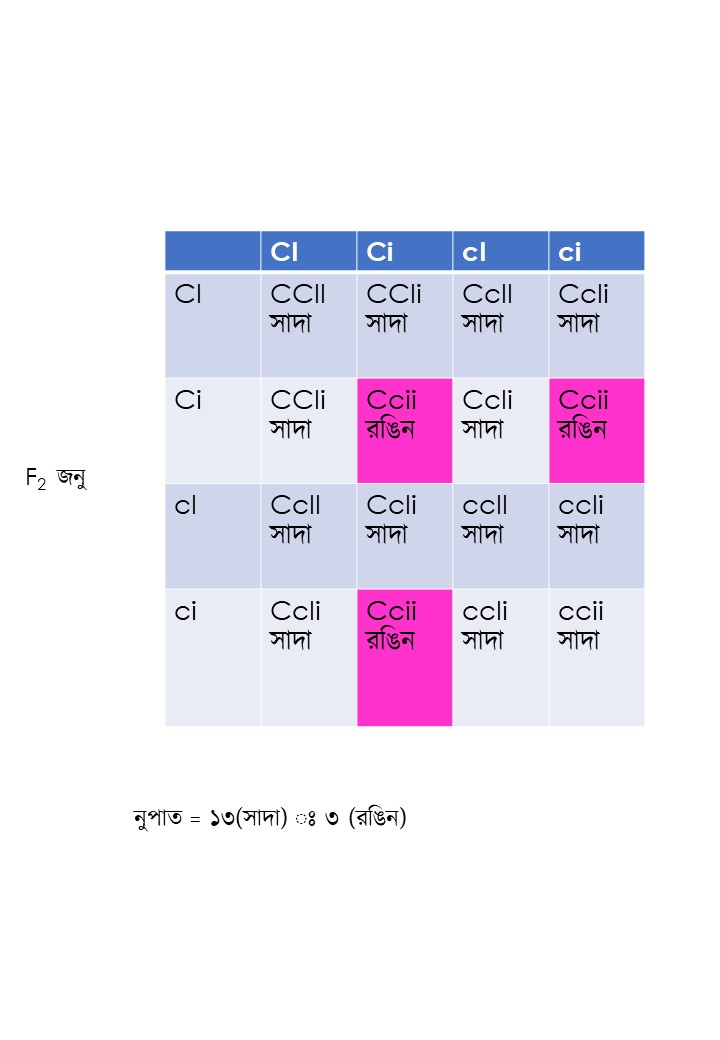 CI Ci cI ci
CI CCII CCIi CcII CcIi
সাদা সাদা সাদা সাদা
Ci CCIi Ccii CcIi Ccii
সাদা রঙিন সাদা রঙিন
F₂ জনু
cI CcII CcIi ccII ccIi
সাদা সাদা সাদা সাদা
ci CcIi Ccii ccIi ccii
সাদা রঙিন সাদা সাদা
নুপাত = ১৩(সাদা) ঃ ৩ (রঙিন)